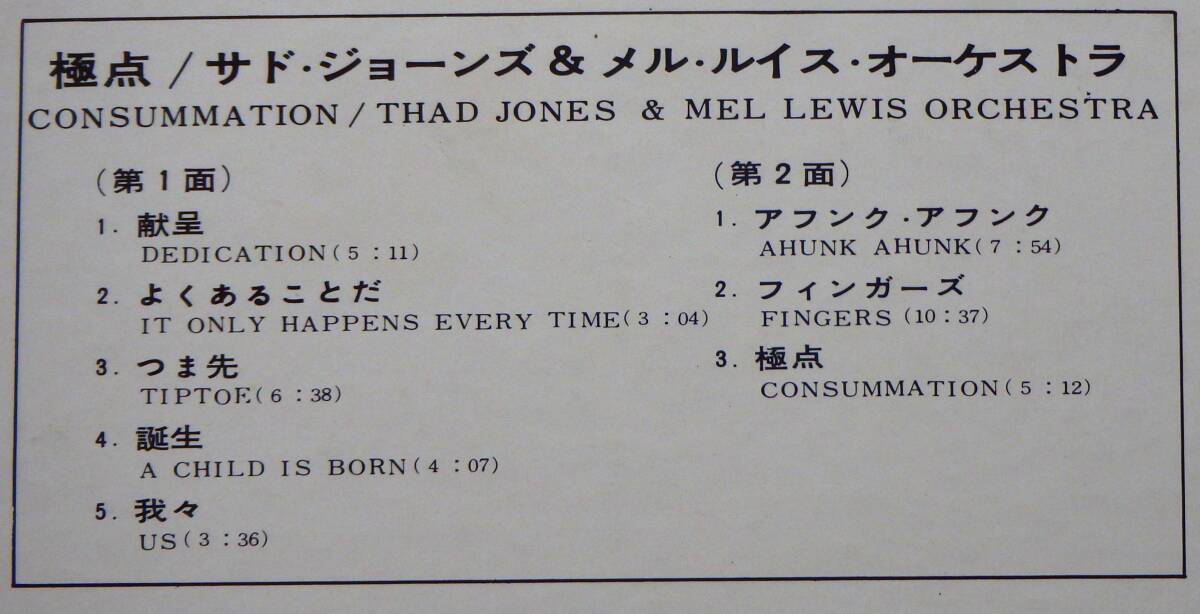 極点/サド·ジョーンズ&メル·ルイス·オーケストラ
CONSUMMATION/THAD JONES & MEL LEWIS ORCHESTRA
(第1面)
1. 献呈
DEDICATION(5:11)
2. よくあることだ
IT ONLY HAPPENS EVERY TIME(3:04)
3. つま先
TIPTOE(6:38)
4. 誕生
A CHILD IS BORN(4:07)
5. 我々
US(3:36)
(第2面)
1. アフンク·アフンク
AHUNK AHUNK(7:54)
2. フィンガーズ
FINGERS (10:37)
3. 極点
CONSUMMATION(5:12)